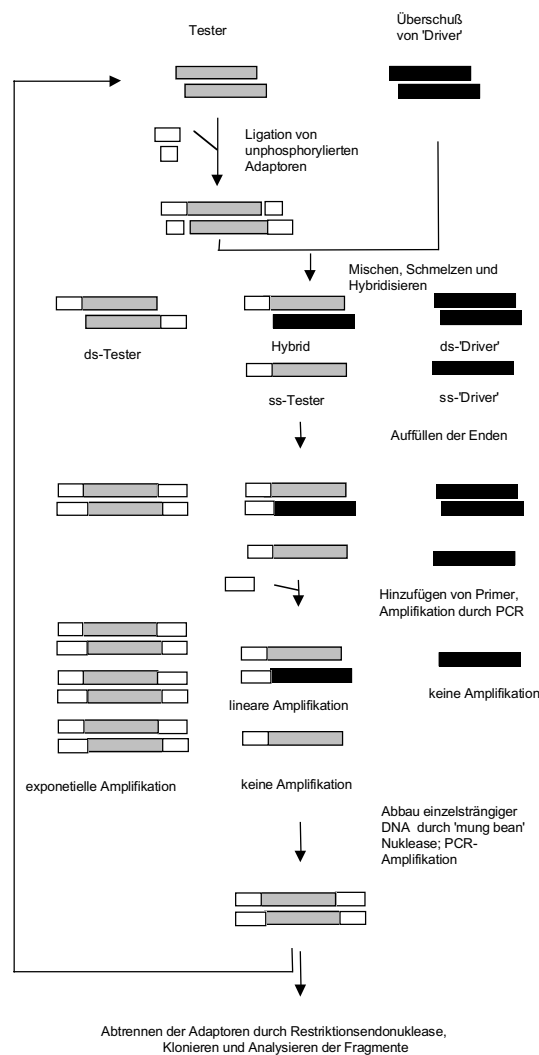 Tester
Überschuß
von 'Driver'
Ligation von
unphosphorylierten
Adaptoren
Mischen, Schmelzen und
Hybridisieren
ds-Tester
Hybrid
ds-'Driver'
ss-Tester
ss-'Driver'
Auffüllen der Enden
Hinzufügen von Primer,
Amplifikation durch PCR
lineare Amplifikation
keine Amplifikation
exponetielle Amplifikation
keine Amplifikation
Abbau einzelsträngiger
DNA durch 'mung bean'
Nuklease; PCR-
Amplifikation
Abtrennen der Adaptoren durch Restriktionsendonuklease,
Klonieren und Analysieren der Fragmente